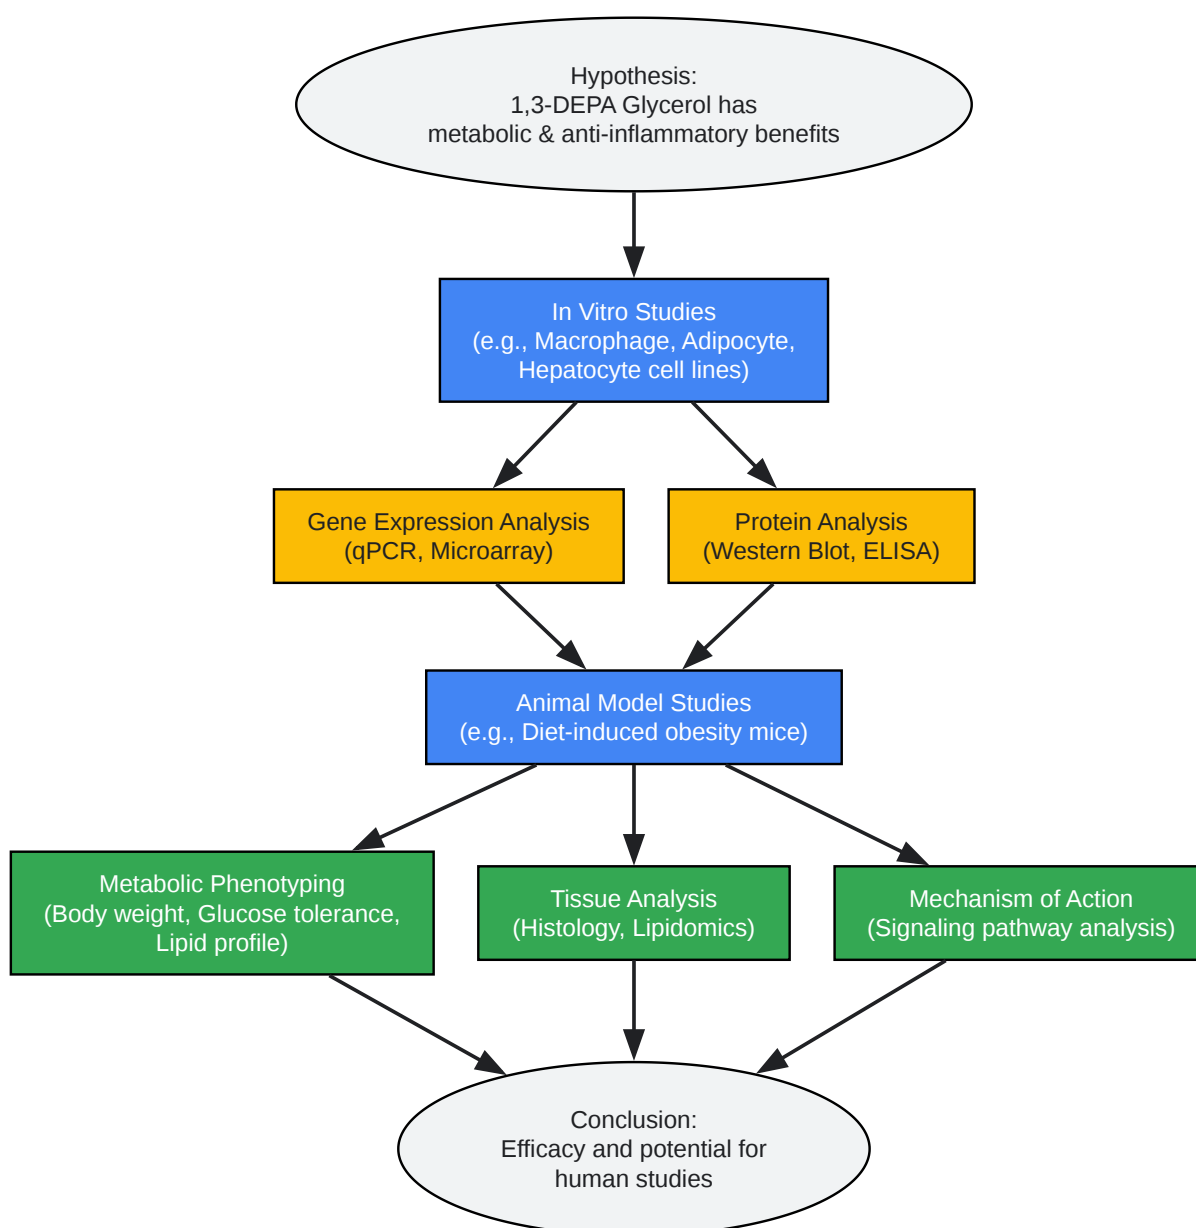 Hypothesis:
1,3-DEPA Glycerol has
metabolic & anti-inflammatory benefits
In Vitro Studies
(e.g., Macrophage, Adipocyte,
Hepatocyte cell lines)
Gene Expression Analysis
(qPCR, Microarray)
Protein Analysis
(Western Blot, ELISA)
Animal Model Studies
(e.g., Diet-induced obesity mice)
Metabolic Phenotyping
(Body weight, Glucose tolerance,
Lipid profile)
Tissue Analysis
(Histology, Lipidomics)
Mechanism of Action
(Signaling pathway analysis)
Conclusion:
Efficacy and potential for
human studies